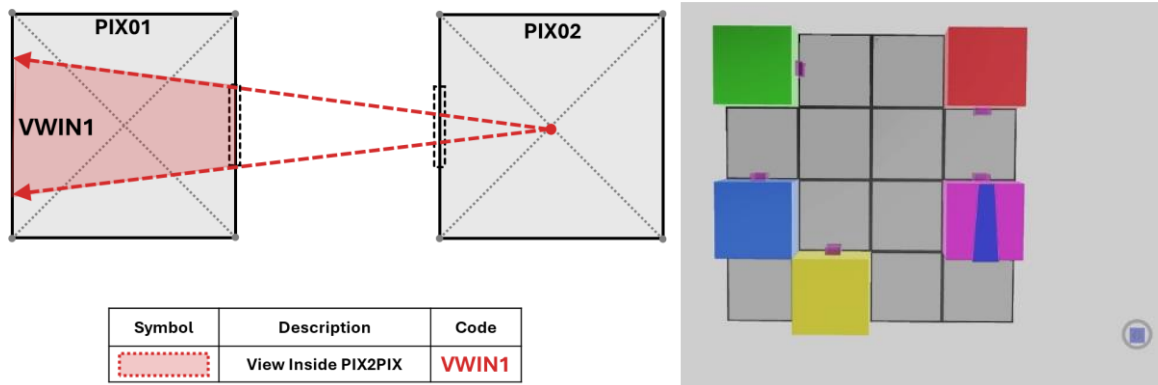 PIX01
PIX02
VWIN1
Symbol Description Code
View Inside PIX2PIX VWIN1